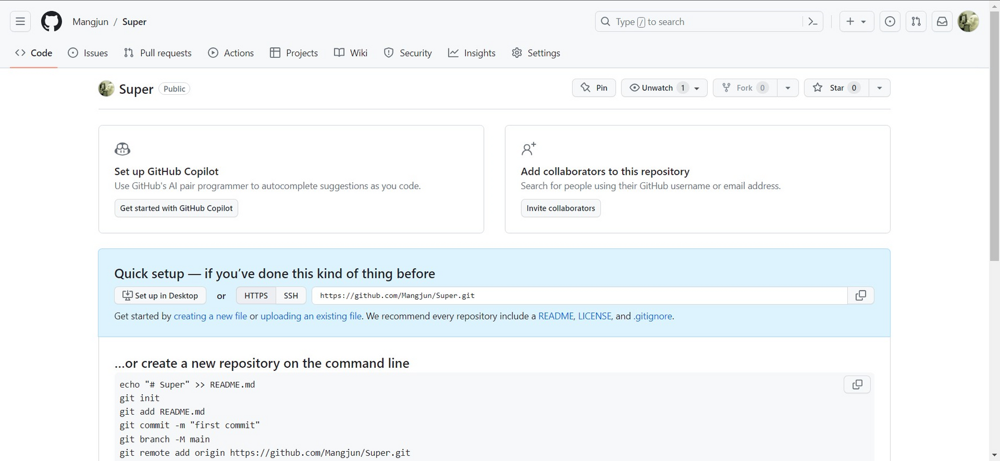 Mangjun / Super
Type / to search
Code Issues Pull requests Actions Projects Wiki Security Insights Settings
Super Public
Pin Unwatch 1 Fork 0 Star 0
Set up GitHub Copilot
Use GitHub's AI pair programmer to autocomplete suggestions as you code.
Get started with GitHub Copilot
Add collaborators to this repository
Search for people using their GitHub username or email address.
Invite collaborators
Quick setup — if you’ve done this kind of thing before
Set up in Desktop or HTTPS SSH https://github.com/Mangjun/Super.git
Get started by creating a new file or uploading an existing file. We recommend every repository include a README, LICENSE, and .gitignore.
…or create a new repository on the command line
echo "# Super" >> README.md
git init
git add README.md
git commit -m "first commit"
git branch -M main
git remote add origin https://github.com/Mangjun/Super.git